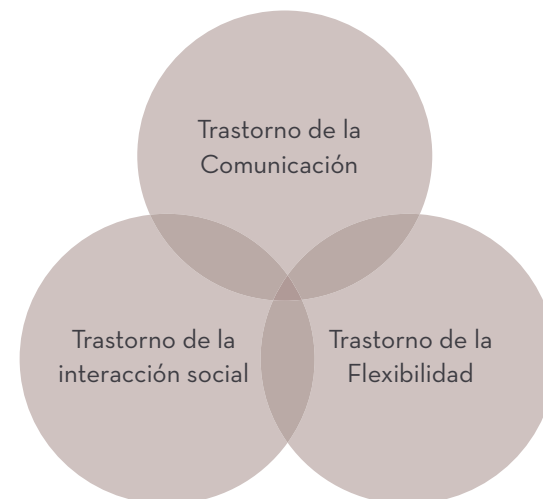 Trastorno de la
Comunicación
Trastorno de la
interacción social
Trastorno de la
Flexibilidad